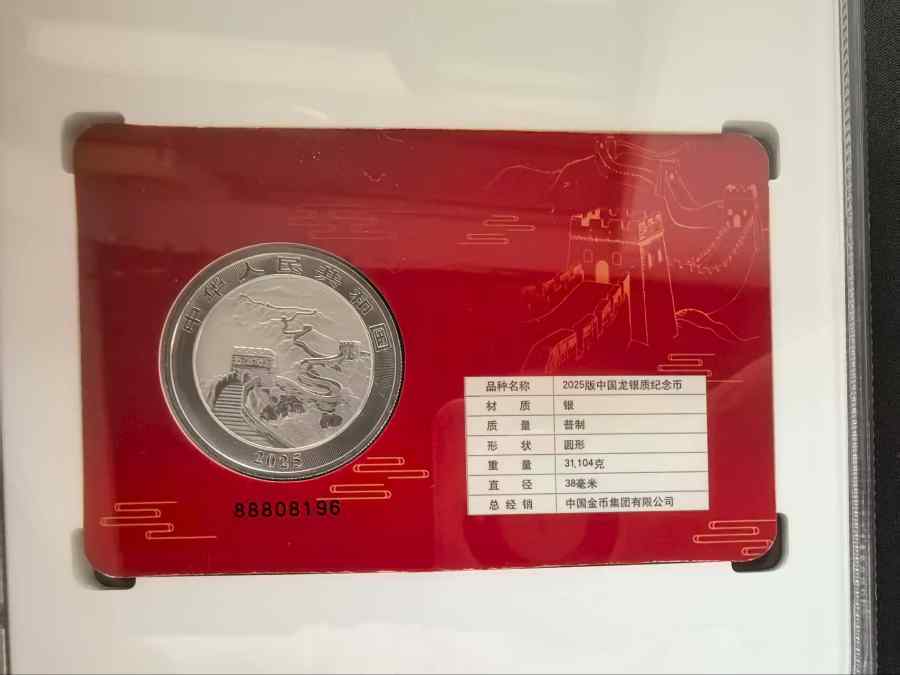 中华人民共和国
2025
88808196
品种名称 2025版中国龙银质纪念币
材 质 银
质 量 普制
形 状 圆形
重 量 31.104克
直 径 38毫米
总经销 中国金币集团有限公司